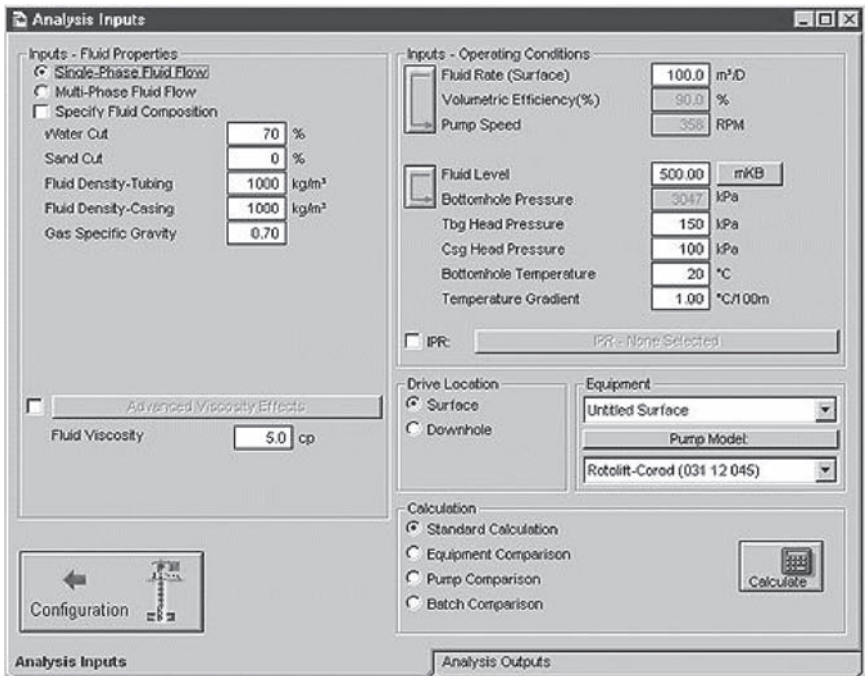 Analysis Inputs
Inputs - Fluid Properties
Single-Phase Fluid Flow
Multi-Phase Fluid Flow
Specify Fluid Composition
Water Cut 70 %
Sand Cut 0 %
Fluid Density-Tubing 1000 kg/m³
Fluid Density-Casing 1000 kg/m³
Gas Specific Gravity 0.70
Advanced Viscosity Effects
Fluid Viscosity 5.0 cp
Configuration
Inputs - Operating Conditions
Fluid Rate (Surface) 100.0 m³/D
Volumetric Efficiency(%) 90.0 %
Pump Speed 358 RPM
Fluid Level 500.00 mKB
Bottomhole Pressure 3047 kPa
Tbg Head Pressure 150 kPa
Csg Head Pressure 100 kPa
Bottomhole Temperature 20 °C
Temperature Gradient 1.00 °C/100m
IPR: IPR - None Selected
Drive Location
Surface
Downhole
Equipment
Untitled Surface
Pump Model:
Rotolift-Corod (031 12 045)
Calculation
Standard Calculation
Equipment Comparison
Pump Comparison
Batch Comparison
Calculate
Analysis Inputs
Analysis Outputs